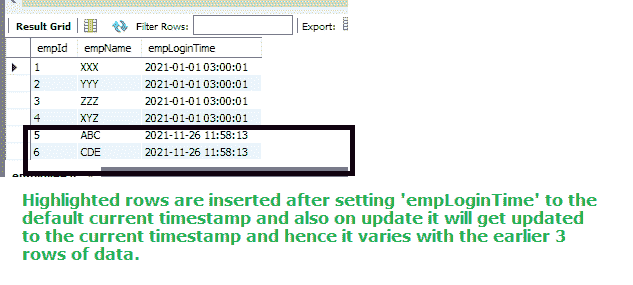 Result Grid Filter Rows: Export:
empId empName empLoginTime
1 XXX 2021-01-01 03:00:01
2 YYY 2021-01-01 03:00:01
3 ZZZ 2021-01-01 03:00:01
4 XYZ 2021-01-01 03:00:01
5 ABC 2021-11-26 11:58:13
6 CDE 2021-11-26 11:58:13
Highlighted rows are inserted after setting 'empLoginTime' to the
default current timestamp and also on update it will get updated
to the current timestamp and hence it varies with the earlier 3
rows of data.